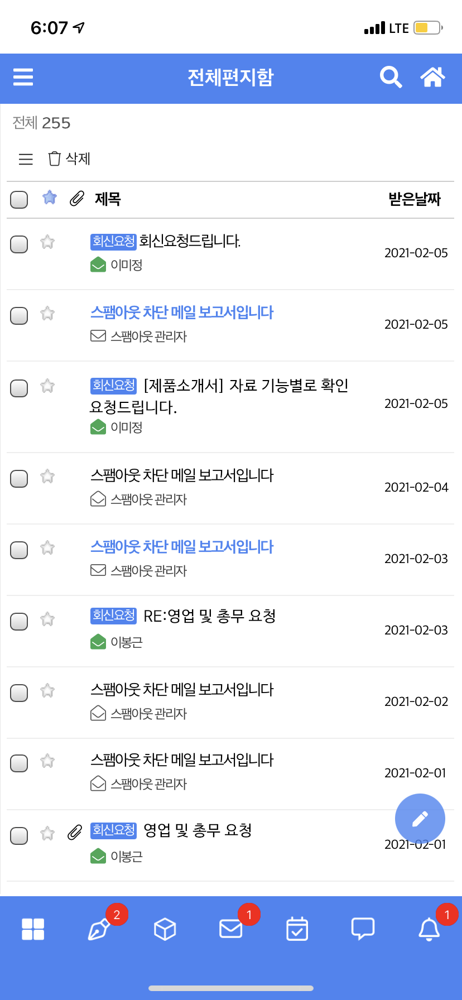 6:07 LTE
전체편지함
전체 255
삭제
제목 받은날짜
회신요청 회신요청드립니다.
이미정
2021-02-05
스팸아웃 차단 메일 보고서입니다
스팸아웃 관리자
2021-02-05
회신요청 [제품소개서] 자료 기능별로 확인
요청드립니다.
이미정
2021-02-05
스팸아웃 차단 메일 보고서입니다
스팸아웃 관리자
2021-02-04
스팸아웃 차단 메일 보고서입니다
스팸아웃 관리자
2021-02-03
회신요청 RE:영업 및 총무 요청
이봉근
2021-02-03
스팸아웃 차단 메일 보고서입니다
스팸아웃 관리자
2021-02-02
스팸아웃 차단 메일 보고서입니다
스팸아웃 관리자
2021-02-01
회신요청 영업 및 총무 요청
이봉근
2021-02-01
2 1 1